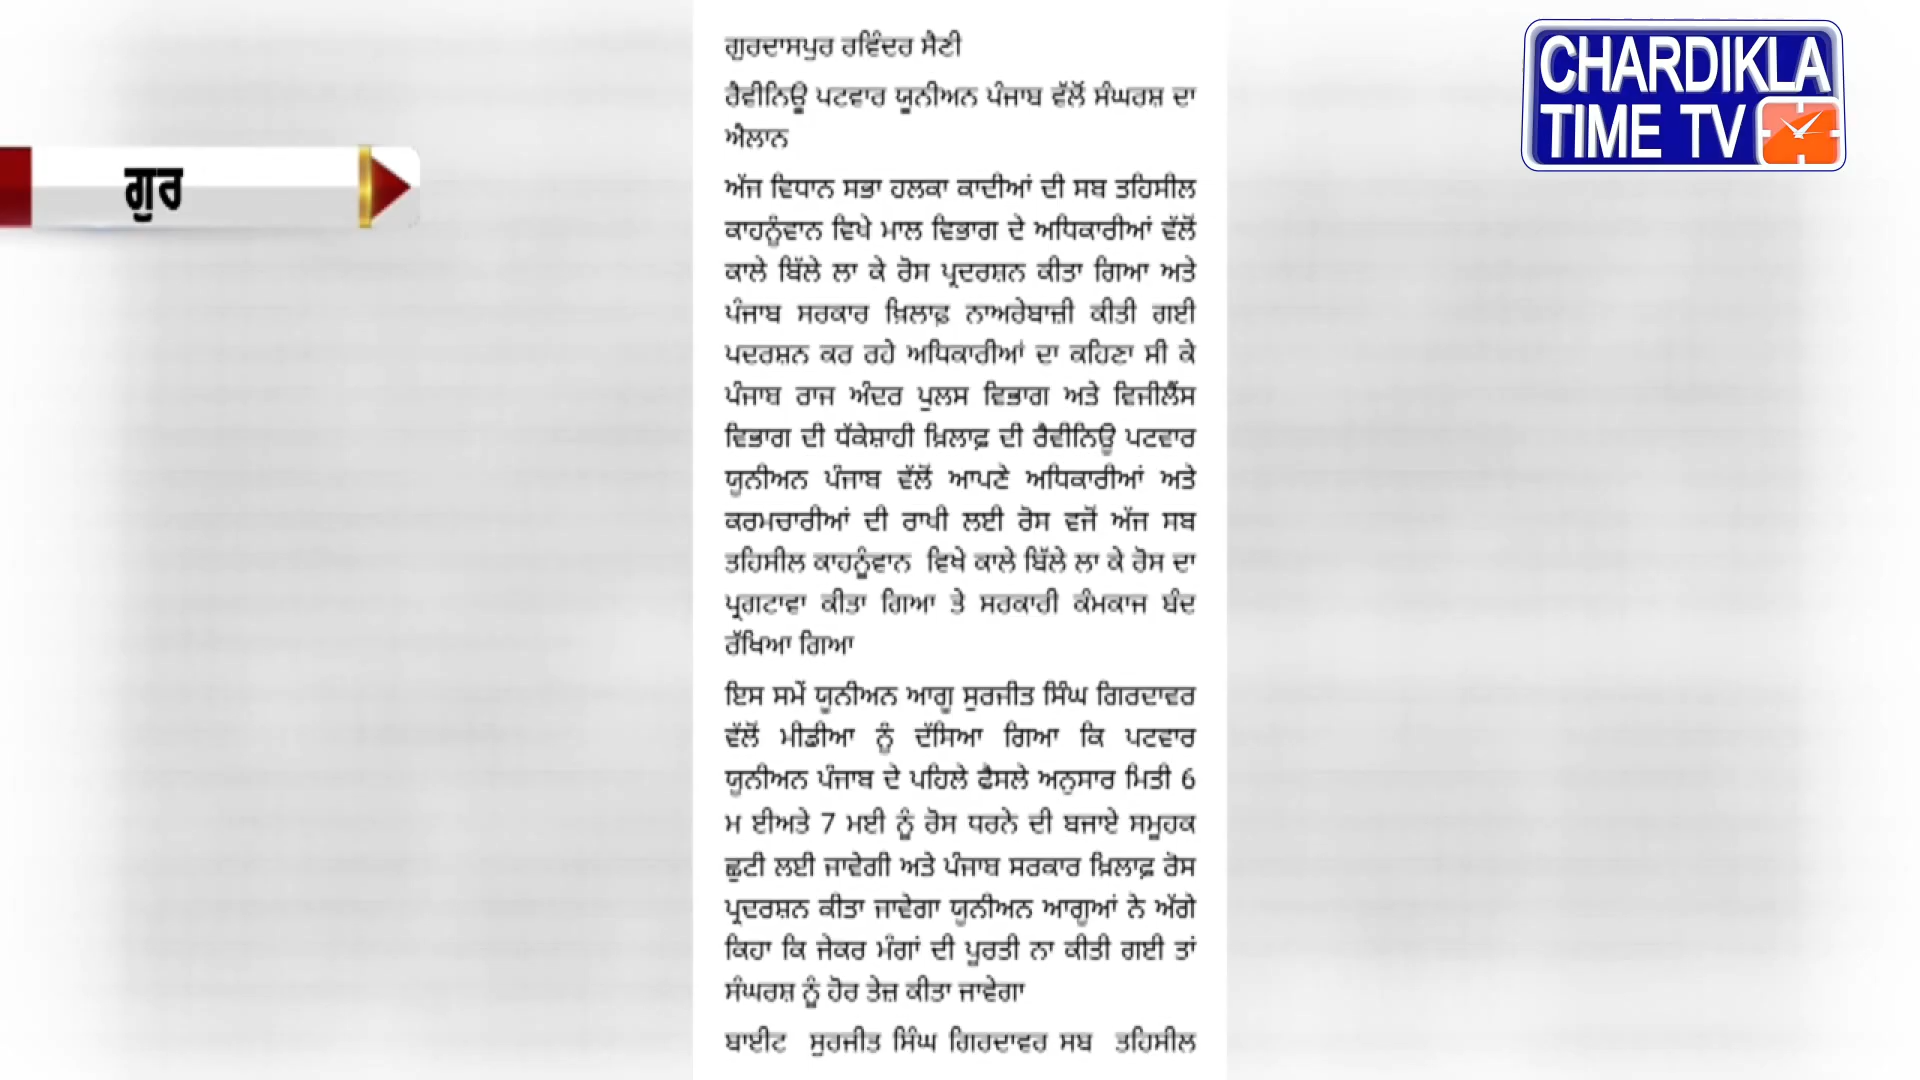 ਗੁਰਦਾਸਪੁਰ ਰਵਿੰਦਰ ਸੈਣੀ
ਰੈਵੀਨਿਊ ਪਟਵਾਰ ਯੂਨੀਅਨ ਪੰਜਾਬ ਵੱਲੋਂ ਸੰਘਰਸ਼ ਦਾ
ਐਲਾਨ
ਅੱਜ ਵਿਧਾਨ ਸਭਾ ਹਲਕਾ ਕਾਦੀਆਂ ਦੀ ਸਬ ਤਹਿਸੀਲ
ਕਾਹਨੂੰਵਾਨ ਵਿਖੇ ਮਾਲ ਵਿਭਾਗ ਦੇ ਅਧਿਕਾਰੀਆਂ ਵੱਲੋਂ
ਕਾਲੇ ਬਿੱਲੇ ਲਾ ਕੇ ਰੋਸ ਪ੍ਰਦਰਸ਼ਨ ਕੀਤਾ ਗਿਆ ਅਤੇ
ਪੰਜਾਬ ਸਰਕਾਰ ਖ਼ਿਲਾਫ਼ ਨਾਅਰੇਬਾਜ਼ੀ ਕੀਤੀ ਗਈ
ਪਦਰਸ਼ਨ ਕਰ ਰਹੇ ਅਧਿਕਾਰੀਆਂ ਦਾ ਕਹਿਣਾ ਸੀ ਕੇ
ਪੰਜਾਬ ਰਾਜ ਅੰਦਰ ਪੁਲਸ ਵਿਭਾਗ ਅਤੇ ਵਿਜੀਲੈਂਸ
ਵਿਭਾਗ ਦੀ ਧੱਕੇਸ਼ਾਹੀ ਖ਼ਿਲਾਫ਼ ਦੀ ਰੈਵੀਨਿਊ ਪਟਵਾਰ
ਯੂਨੀਅਨ ਪੰਜਾਬ ਵੱਲੋਂ ਆਪਣੇ ਅਧਿਕਾਰੀਆਂ ਅਤੇ
ਕਰਮਚਾਰੀਆਂ ਦੀ ਰਾਖੀ ਲਈ ਰੋਸ ਵਜੋਂ ਅੱਜ ਸਬ
ਤਹਿਸੀਲ ਕਾਹਨੂੰਵਾਨ ਵਿਖੇ ਕਾਲੇ ਬਿੱਲੇ ਲਾ ਕੇ ਰੋਸ ਦਾ
ਪ੍ਰਗਟਾਵਾ ਕੀਤਾ ਗਿਆ ਤੇ ਸਰਕਾਰੀ ਕੰਮਕਾਜ ਬੰਦ
ਰੱਖਿਆ ਗਿਆ
ਇਸ ਸਮੇਂ ਯੂਨੀਅਨ ਆਗੂ ਸੁਰਜੀਤ ਸਿੰਘ ਗਿਰਦਾਵਰ
ਵੱਲੋਂ ਮੀਡੀਆ ਨੂੰ ਦੱਸਿਆ ਗਿਆ ਕਿ ਪਟਵਾਰ
ਯੂਨੀਅਨ ਪੰਜਾਬ ਦੇ ਪਹਿਲੇ ਫੈਸਲੇ ਅਨੁਸਾਰ ਮਿਤੀ 6
ਮ ਈਅਤੇ 7 ਮਈ ਨੂੰ ਰੋਸ ਧਰਨੇ ਦੀ ਬਜਾਏ ਸਮੂਹਕ
ਛੁਟੀ ਲਈ ਜਾਵੇਗੀ ਅਤੇ ਪੰਜਾਬ ਸਰਕਾਰ ਖ਼ਿਲਾਫ਼ ਰੋਸ
ਪ੍ਰਦਰਸ਼ਨ ਕੀਤਾ ਜਾਵੇਗਾ ਯੂਨੀਅਨ ਆਗੂਆਂ ਨੇ ਅੱਗੇ
ਕਿਹਾ ਕਿ ਜੇਕਰ ਮੰਗਾਂ ਦੀ ਪੂਰਤੀ ਨਾ ਕੀਤੀ ਗਈ ਤਾਂ
ਸੰਘਰਸ਼ ਨੂੰ ਹੋਰ ਤੇਜ਼ ਕੀਤਾ ਜਾਵੇਗਾ
ਬਾਈਟ ਸੁਰਜੀਤ ਸਿੰਘ ਗਿਰਦਾਵਰ ਸਬ ਤਹਿਸੀਲ
ਗੁਰ
CHARDIKLA
TIME TV